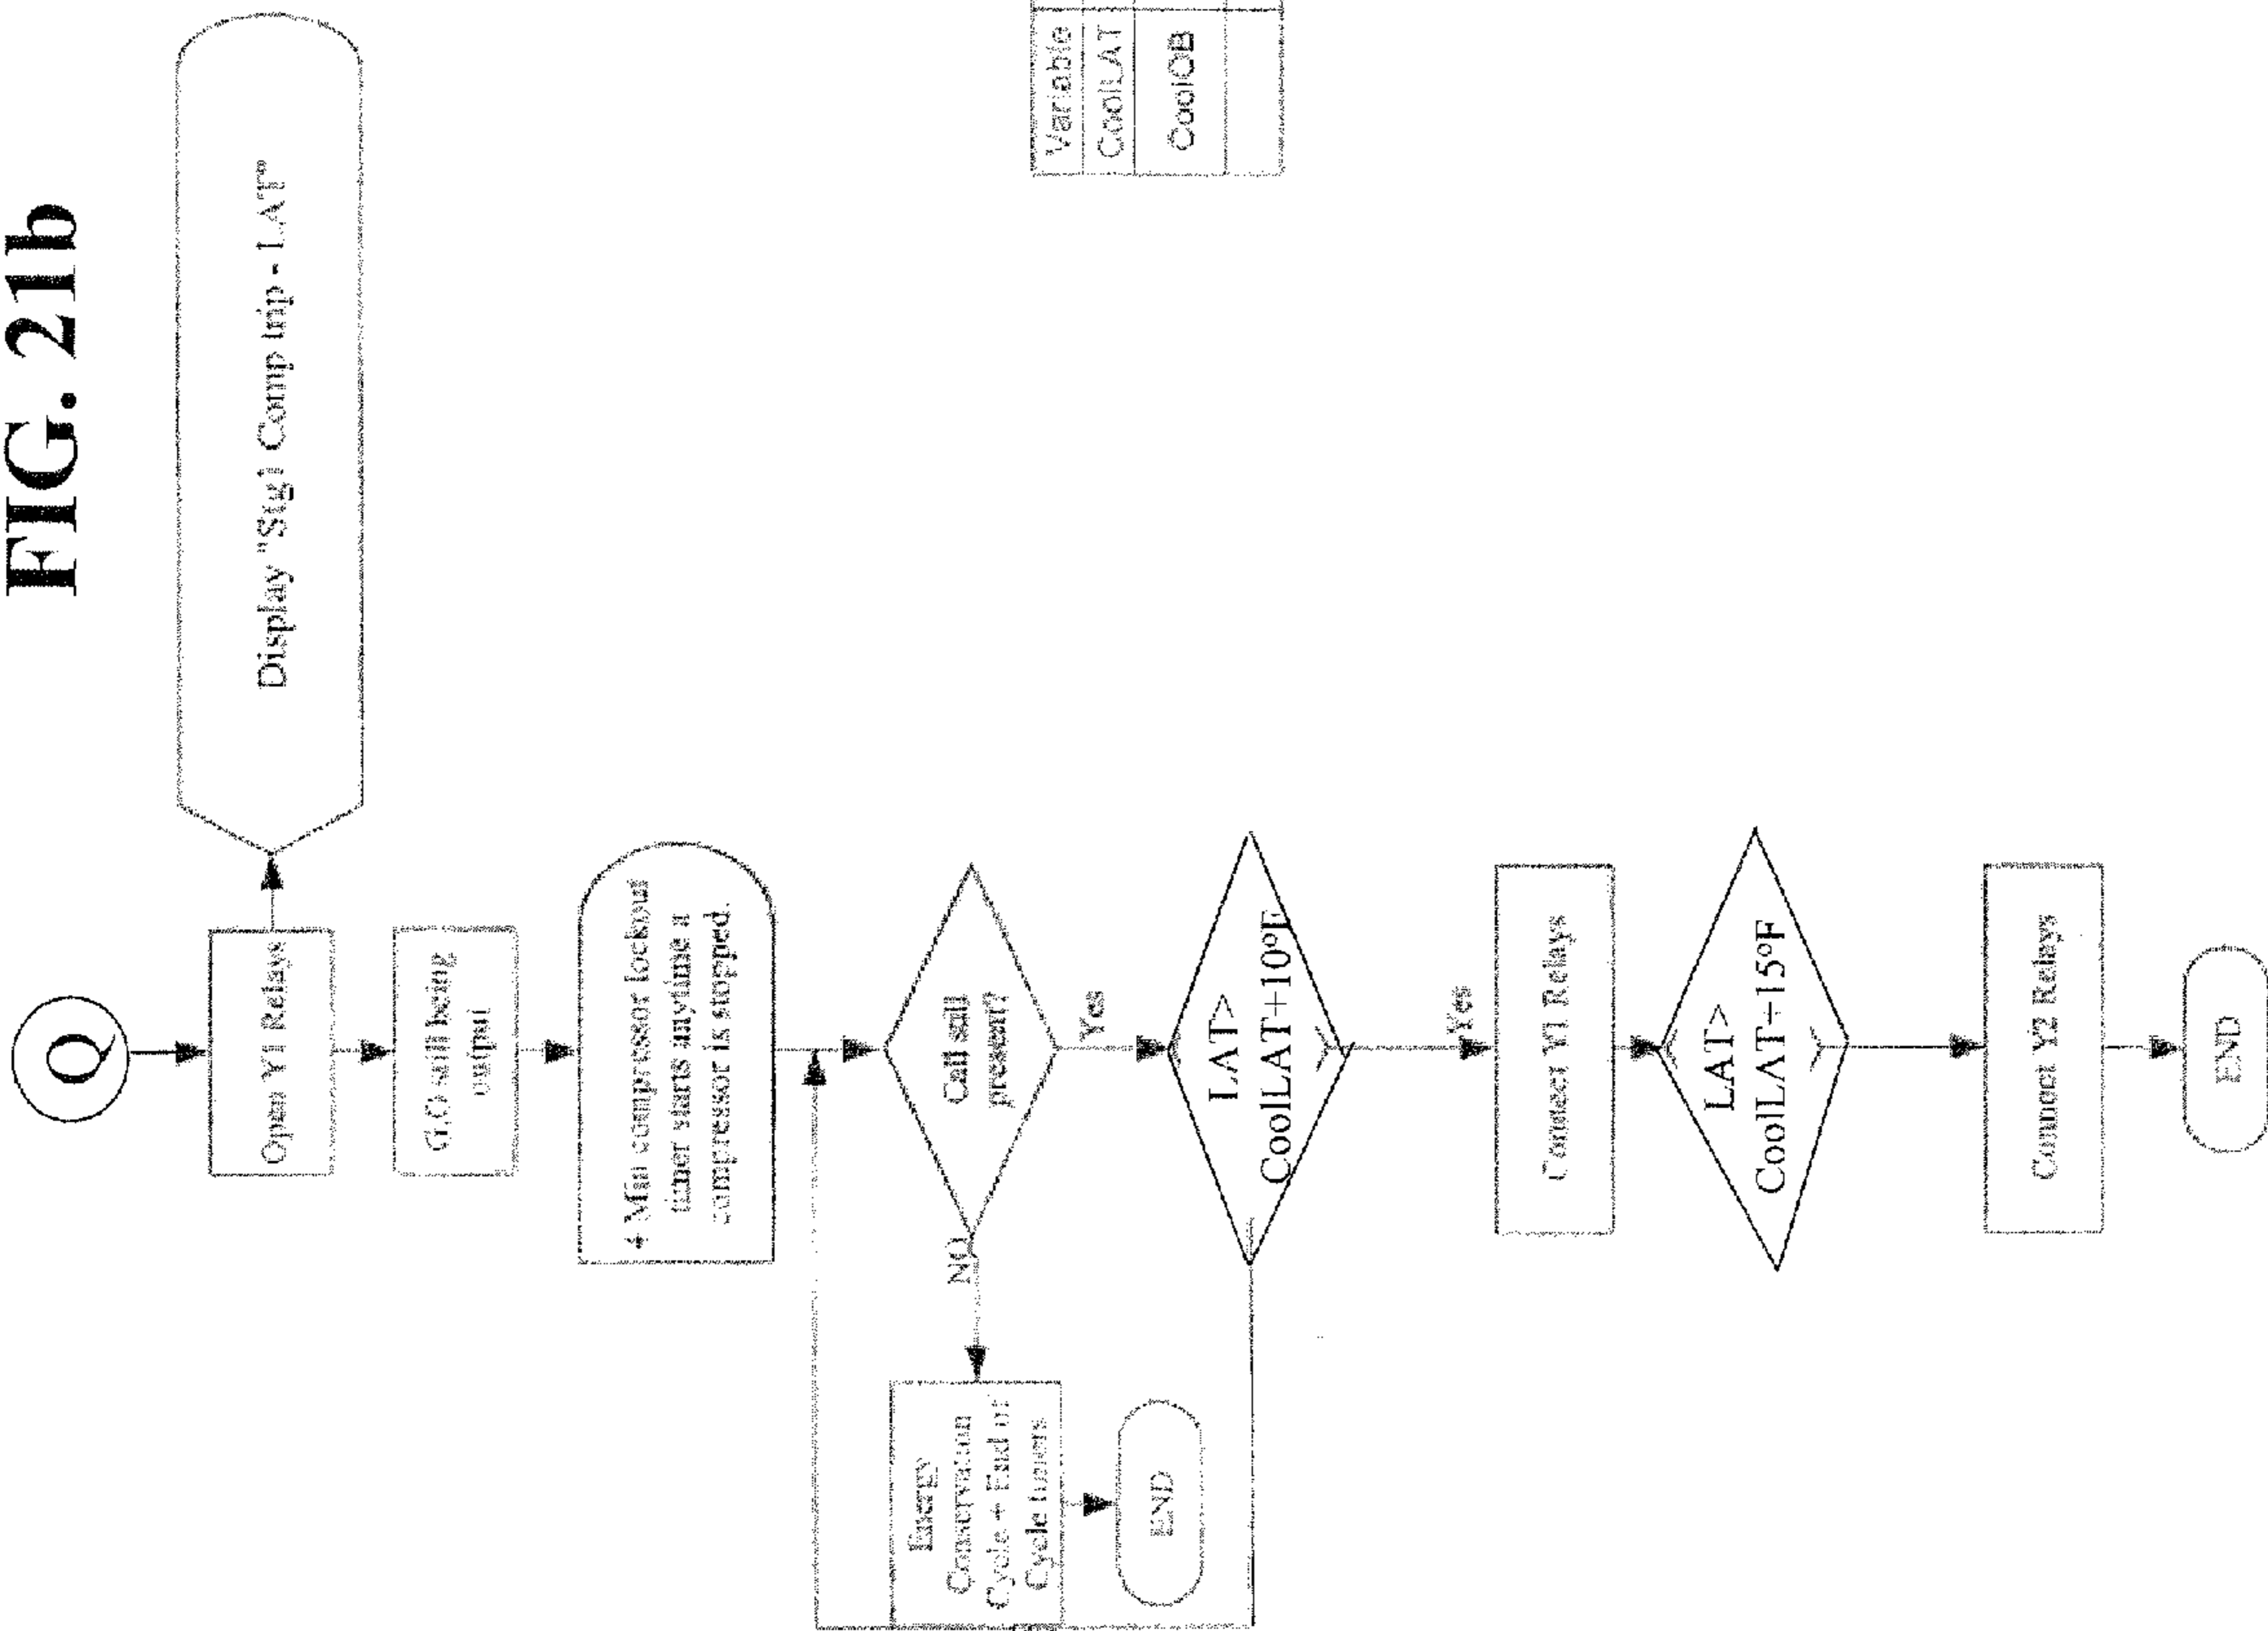 FIG. 21b
Q
Open Y1 Relays
Display "Stg1 Comp trip - LAT"
G,O still being
output
4 Min compressor lockout
timer starts anytime a
compressor is stopped.
Call still
present?
NO
Yes
Energy
Conservation
Cycle + End of
Cycle timers
END
LAT>
CoolLAT+10°F
Yes
Connect Y1 Relays
LAT>
CoolLAT+15°F
Connect Y2 Relays
END
Variable
CoolLAT
CoolOB